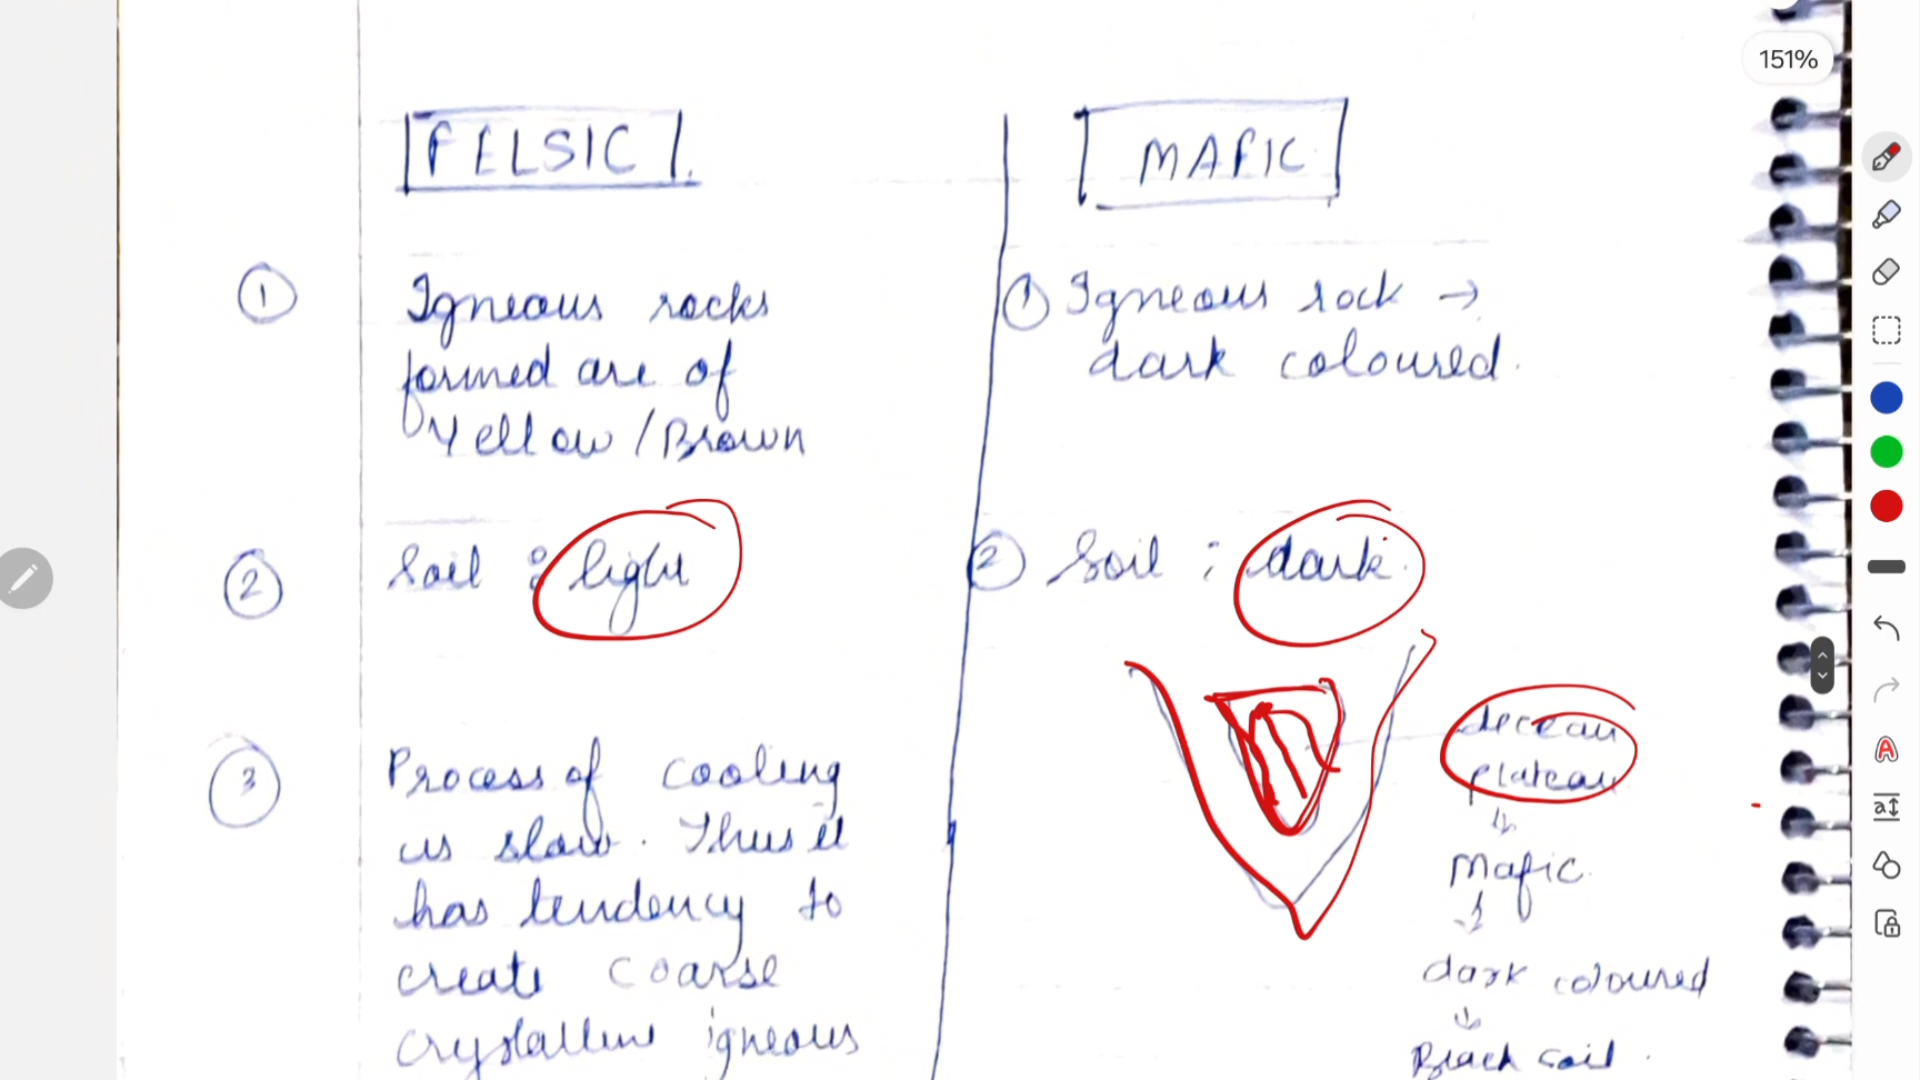 151%
FELSIC
MAFIC
1
Igneous rocks
formed are of
Yellow/Brown
1 Igneous rock →
dark coloured.
2
Soil : light
2 Soil : dark.
deccan
plateau
↓
Mafic.
↓
dark coloured
↓
Black soil.
3
Process of cooling
is slow. Thus it
has tendency to
create coarse
crystalline igneous
A
a